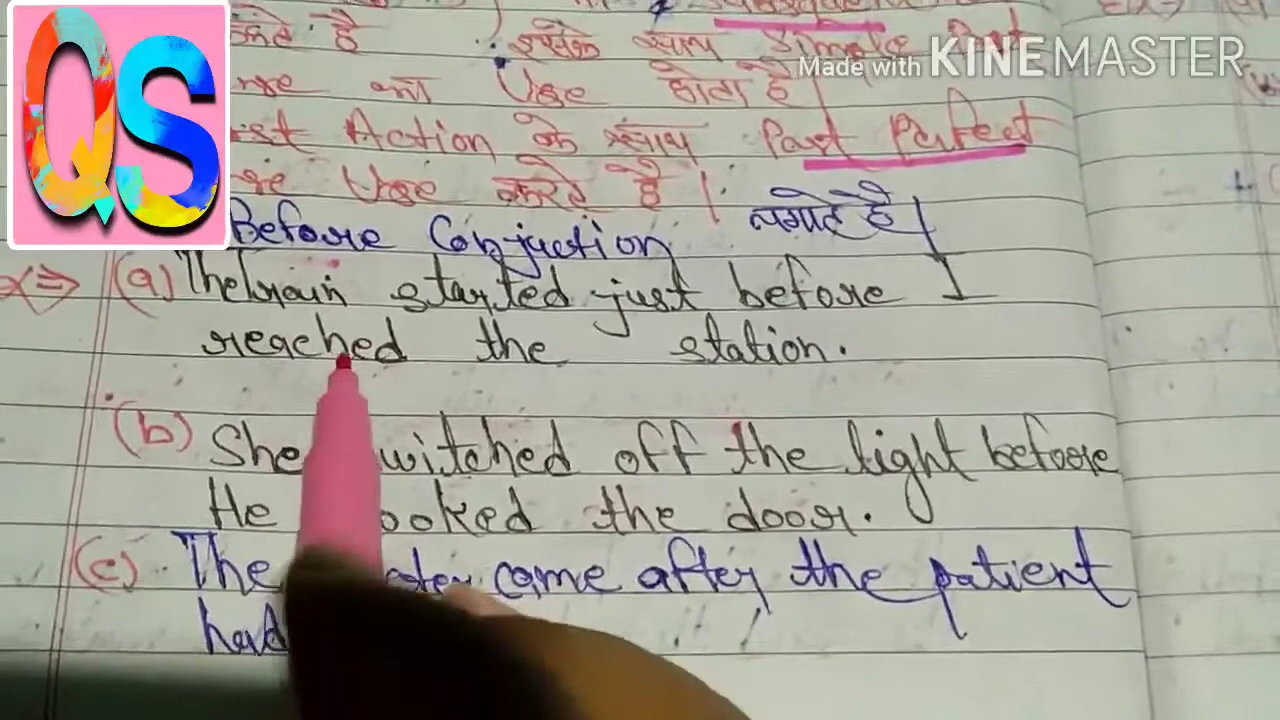 QS
Made with KINEMASTER
करते है इसके साथ Simple Past
का Use होता है।
Action के साथ Past Perfect
Use करते है।
Before Conjuction लगाते है।
(a) The train started just before I
reached the station.
(b) She switched off the light before
He the door.
(c) The came after the patient
had